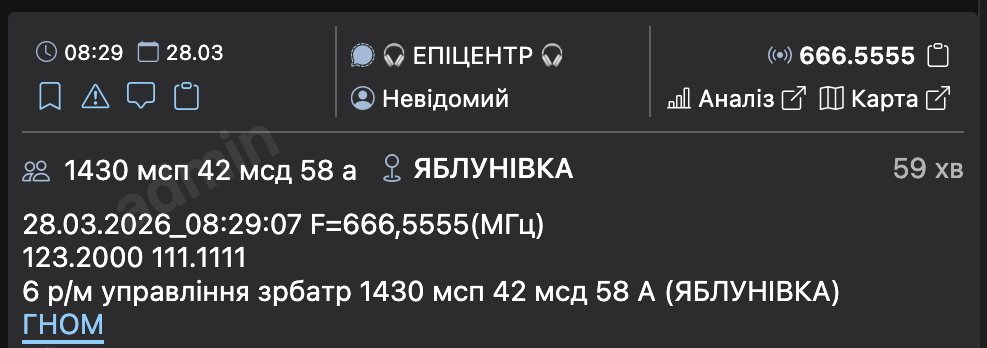 08:29 28.03
🎧 ЕПІЦЕНТР 🎧
Невідомий
666.5555
Аналіз Карта
1430 мсп 42 мсд 58 а ЯБЛУНІВКА 59 хв
admin
28.03.2026_08:29:07 F=666,5555(МГц)
123.2000 111.1111
6 р/м управління зрбатр 1430 мсп 42 мсд 58 А (ЯБЛУНІВКА)
ГНОМ